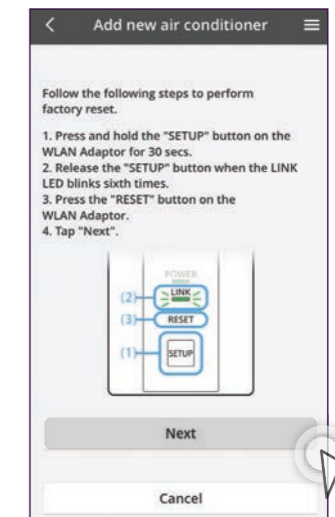 Add new air conditioner
Follow the following steps to perform
factory reset.
1. Press and hold the "SETUP" button on the
WLAN Adaptor for 30 secs.
2. Release the "SETUP" button when the LINK
LED blinks sixth times.
3. Press the "RESET" button on the
WLAN Adaptor.
4. Tap "Next".
POWER
(2) LINK
(3) RESET
(1) SETUP
Next
Cancel